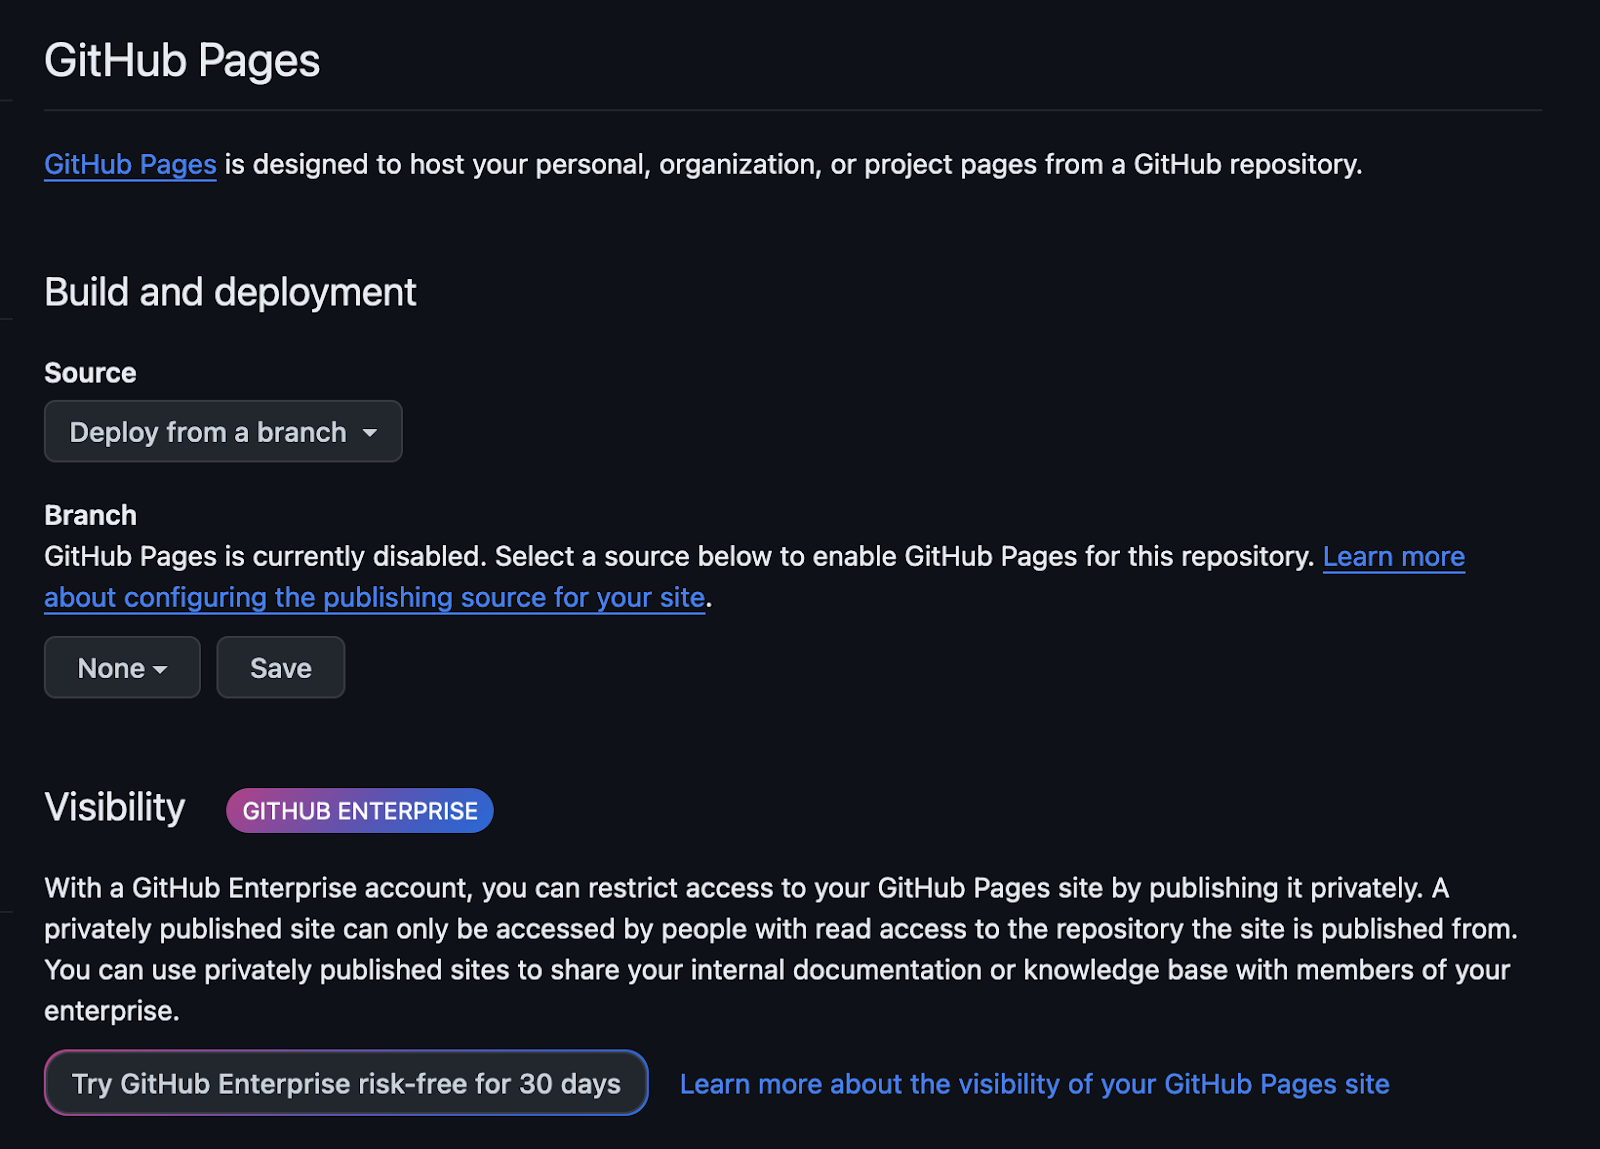 GitHub Pages
GitHub Pages is designed to host your personal, organization, or project pages from a GitHub repository.
Build and deployment
Source
Deploy from a branch
Branch
GitHub Pages is currently disabled. Select a source below to enable GitHub Pages for this repository. Learn more
about configuring the publishing source for your site.
None Save
Visibility GITHUB ENTERPRISE
With a GitHub Enterprise account, you can restrict access to your GitHub Pages site by publishing it privately. A
privately published site can only be accessed by people with read access to the repository the site is published from.
You can use privately published sites to share your internal documentation or knowledge base with members of your
enterprise.
Try GitHub Enterprise risk-free for 30 days Learn more about the visibility of your GitHub Pages site